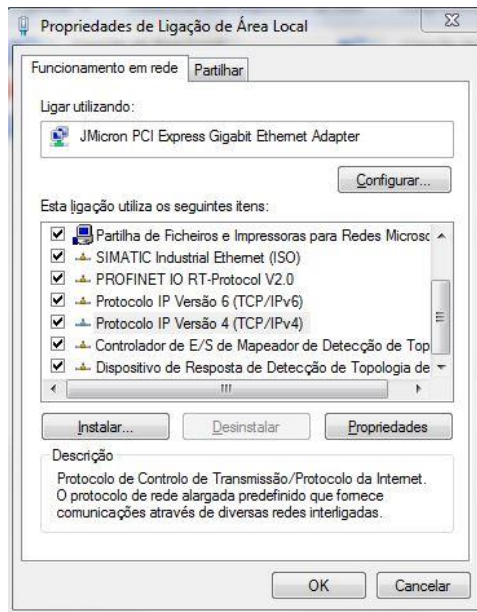 Propriedades de Ligação de Área Local
Funcionamento em rede
Partilhar
Ligar utilizando:
JMicron PCI Express Gigabit Ethernet Adapter
Configurar...
Esta ligação utiliza os seguintes itens:
Partilha de Ficheiros e Impressoras para Redes Microsc
SIMATIC Industrial Ethernet (ISO)
PROFINET IO RT-Protocol V2.0
Protocolo IP Versão 6 (TCP/IPv6)
Protocolo IP Versão 4 (TCP/IPv4)
Controlador de E/S de Mapeador de Detecção de Top
Dispositivo de Resposta de Detecção de Topologia de
Instalar...
Desinstalar
Propriedades
Descrição
Protocolo de Controlo de Transmissão/Protocolo da Internet.
O protocolo de rede alargada predefinido que fornece
comunicações através de diversas redes interligadas.
OK
Cancelar